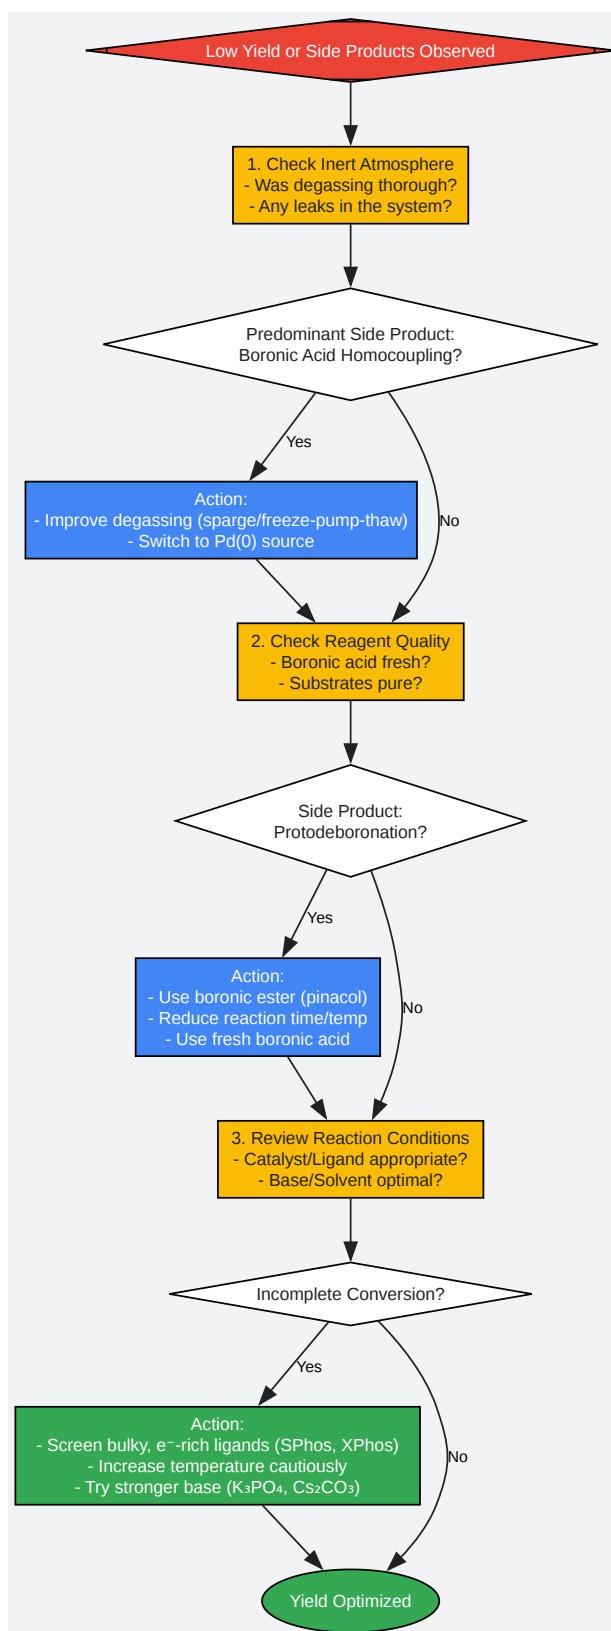 Low Yield or Side Products Observed
1. Check Inert Atmosphere
- Was degassing thorough?
- Any leaks in the system?
Predominant Side Product:
Boronic Acid Homocoupling?
Yes
Action:
- Improve degassing (sparge/freeze-pump-thaw)
- Switch to Pd(0) source
No
2. Check Reagent Quality
- Boronic acid fresh?
- Substrates pure?
Side Product:
Protodeboronation?
Yes
Action:
- Use boronic ester (pinacol)
- Reduce reaction time/temp
- Use fresh boronic acid
No
3. Review Reaction Conditions
- Catalyst/Ligand appropriate?
- Base/Solvent optimal?
Incomplete Conversion?
Yes
Action:
- Screen bulky, e⁻-rich ligands (SPhos, XPhos)
- Increase temperature cautiously
- Try stronger base (K₃PO₄, Cs₂CO₃)
No
Yield Optimized